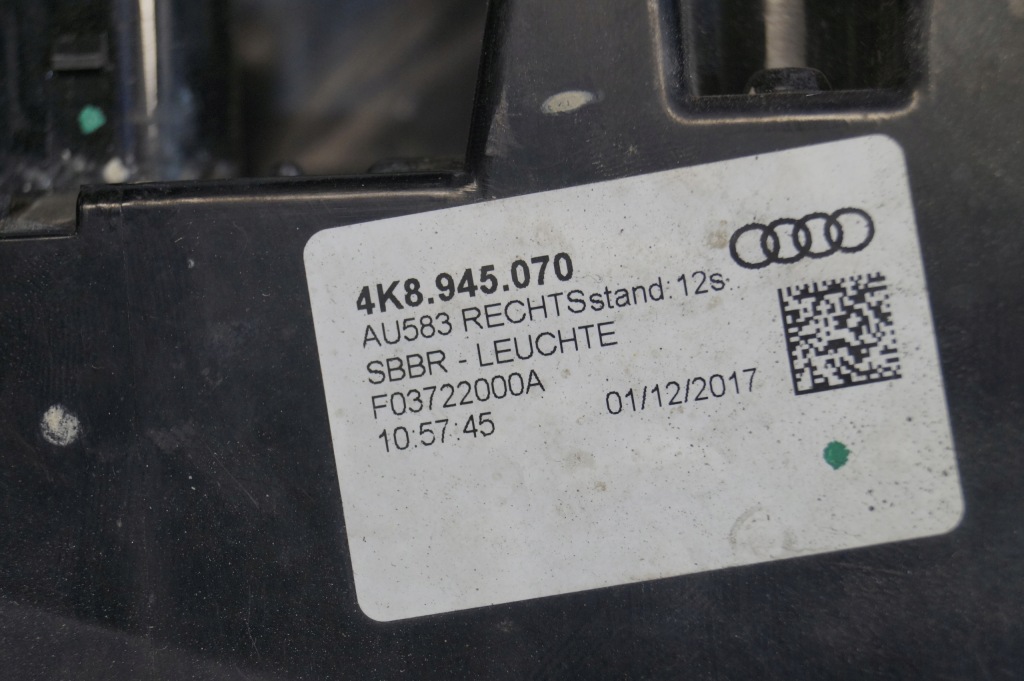 4K8.945.070
AU583 RECHTSstand:12s.
SBBR - LEUCHTE
F03722000A
10:57:45 01/12/2017